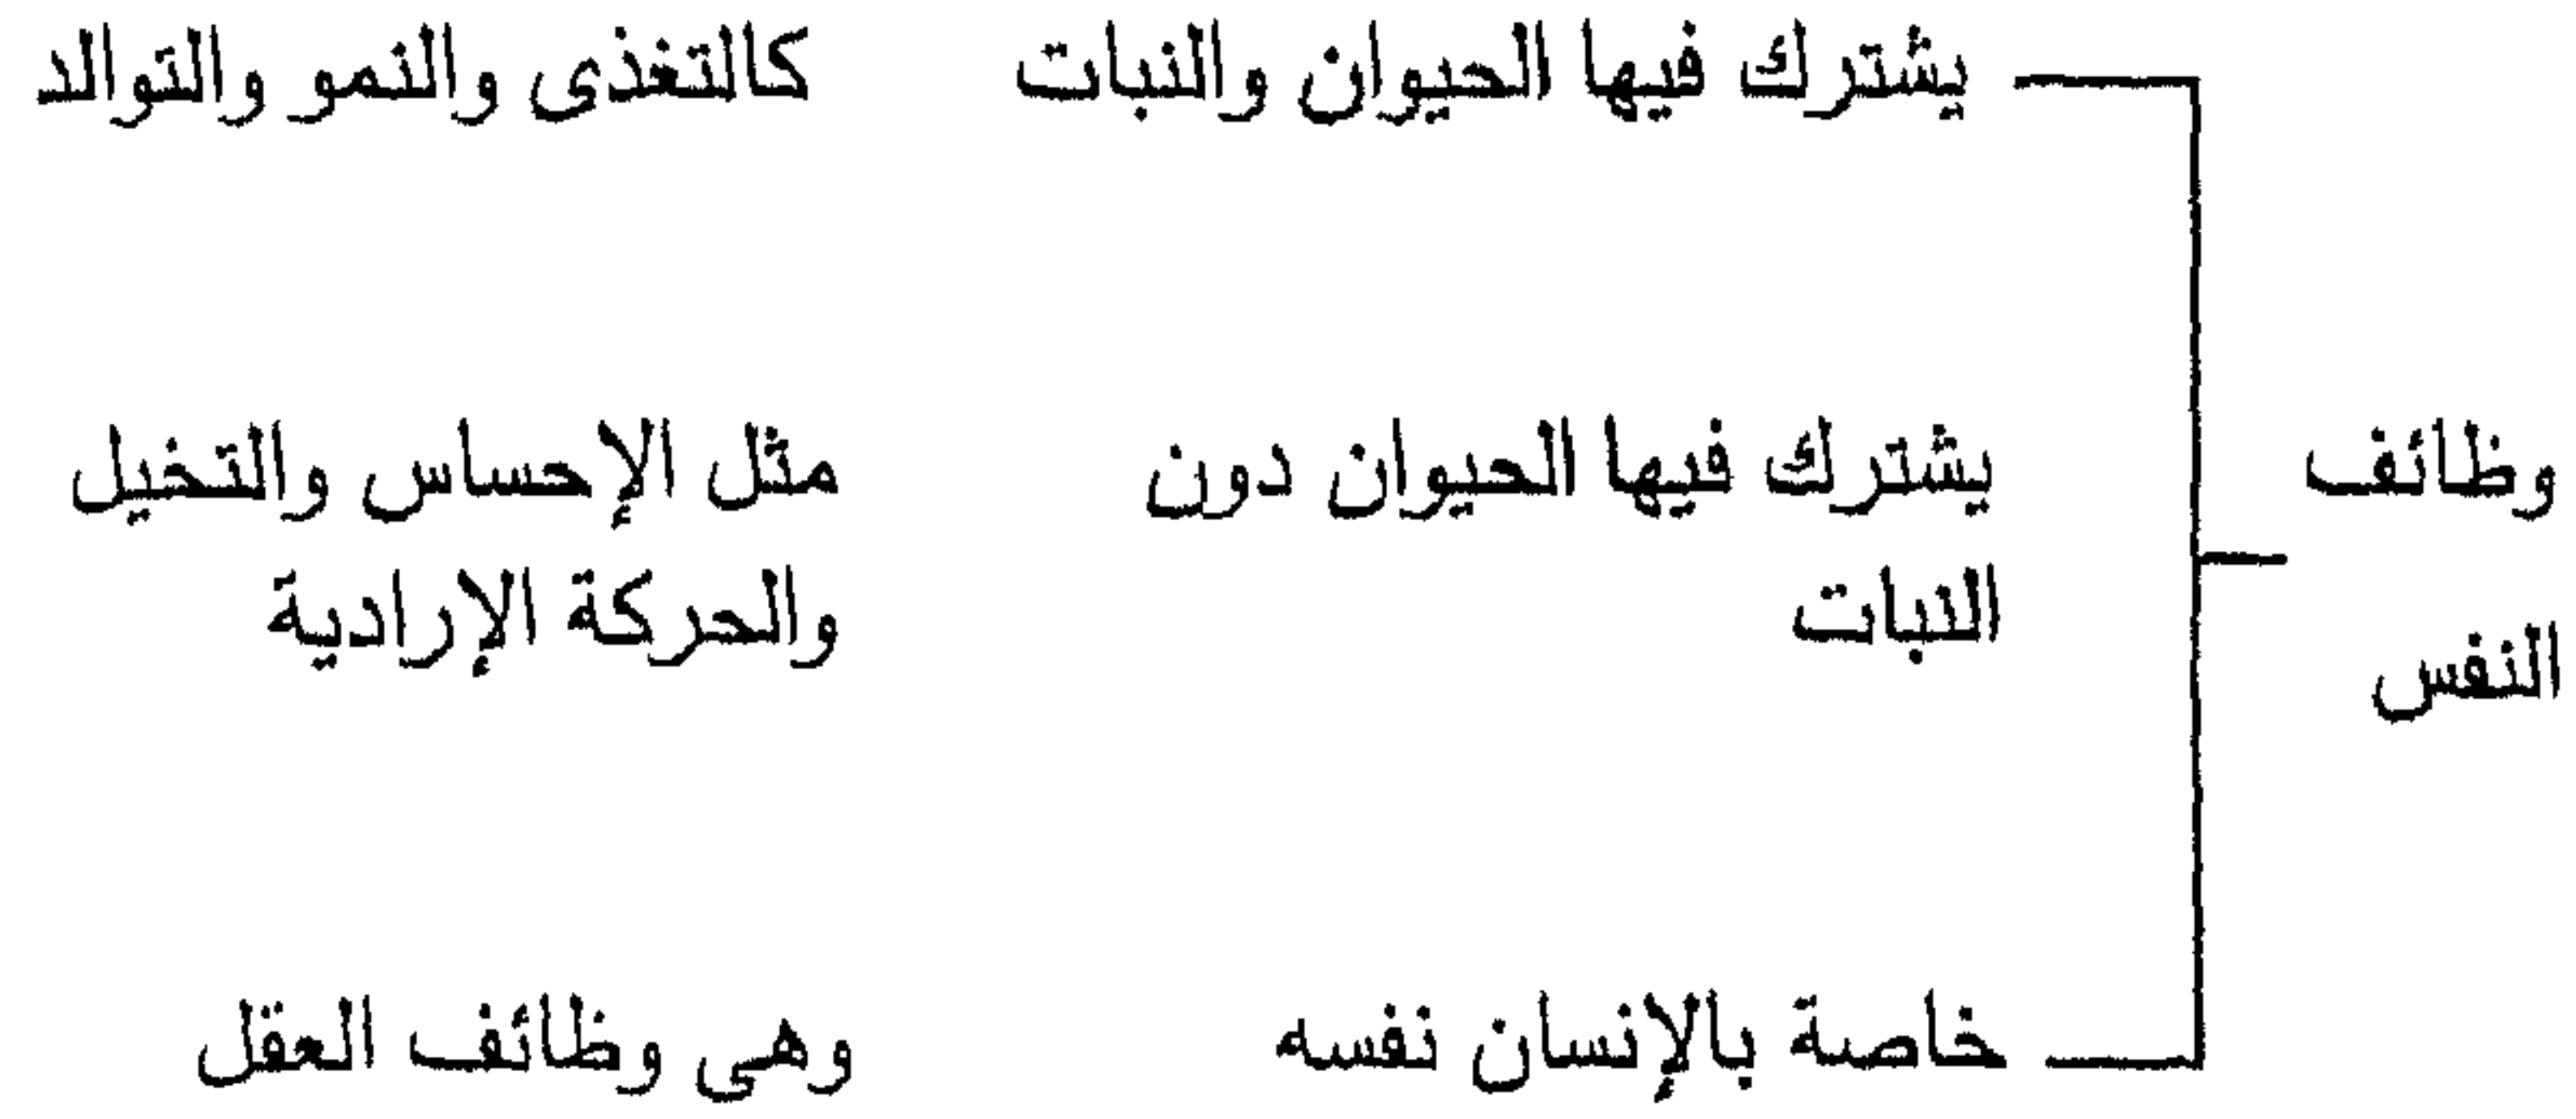 يشترك فيها الحيوان والنبات كالتغذى والنمو والتوالد
وظائف
يشترك فيها الحيوان دون مثل الإحساس والتخيل
النبات والحركة الإرادية
النفس
خاصة بالإنسان نفسه وهى وظائف العقل